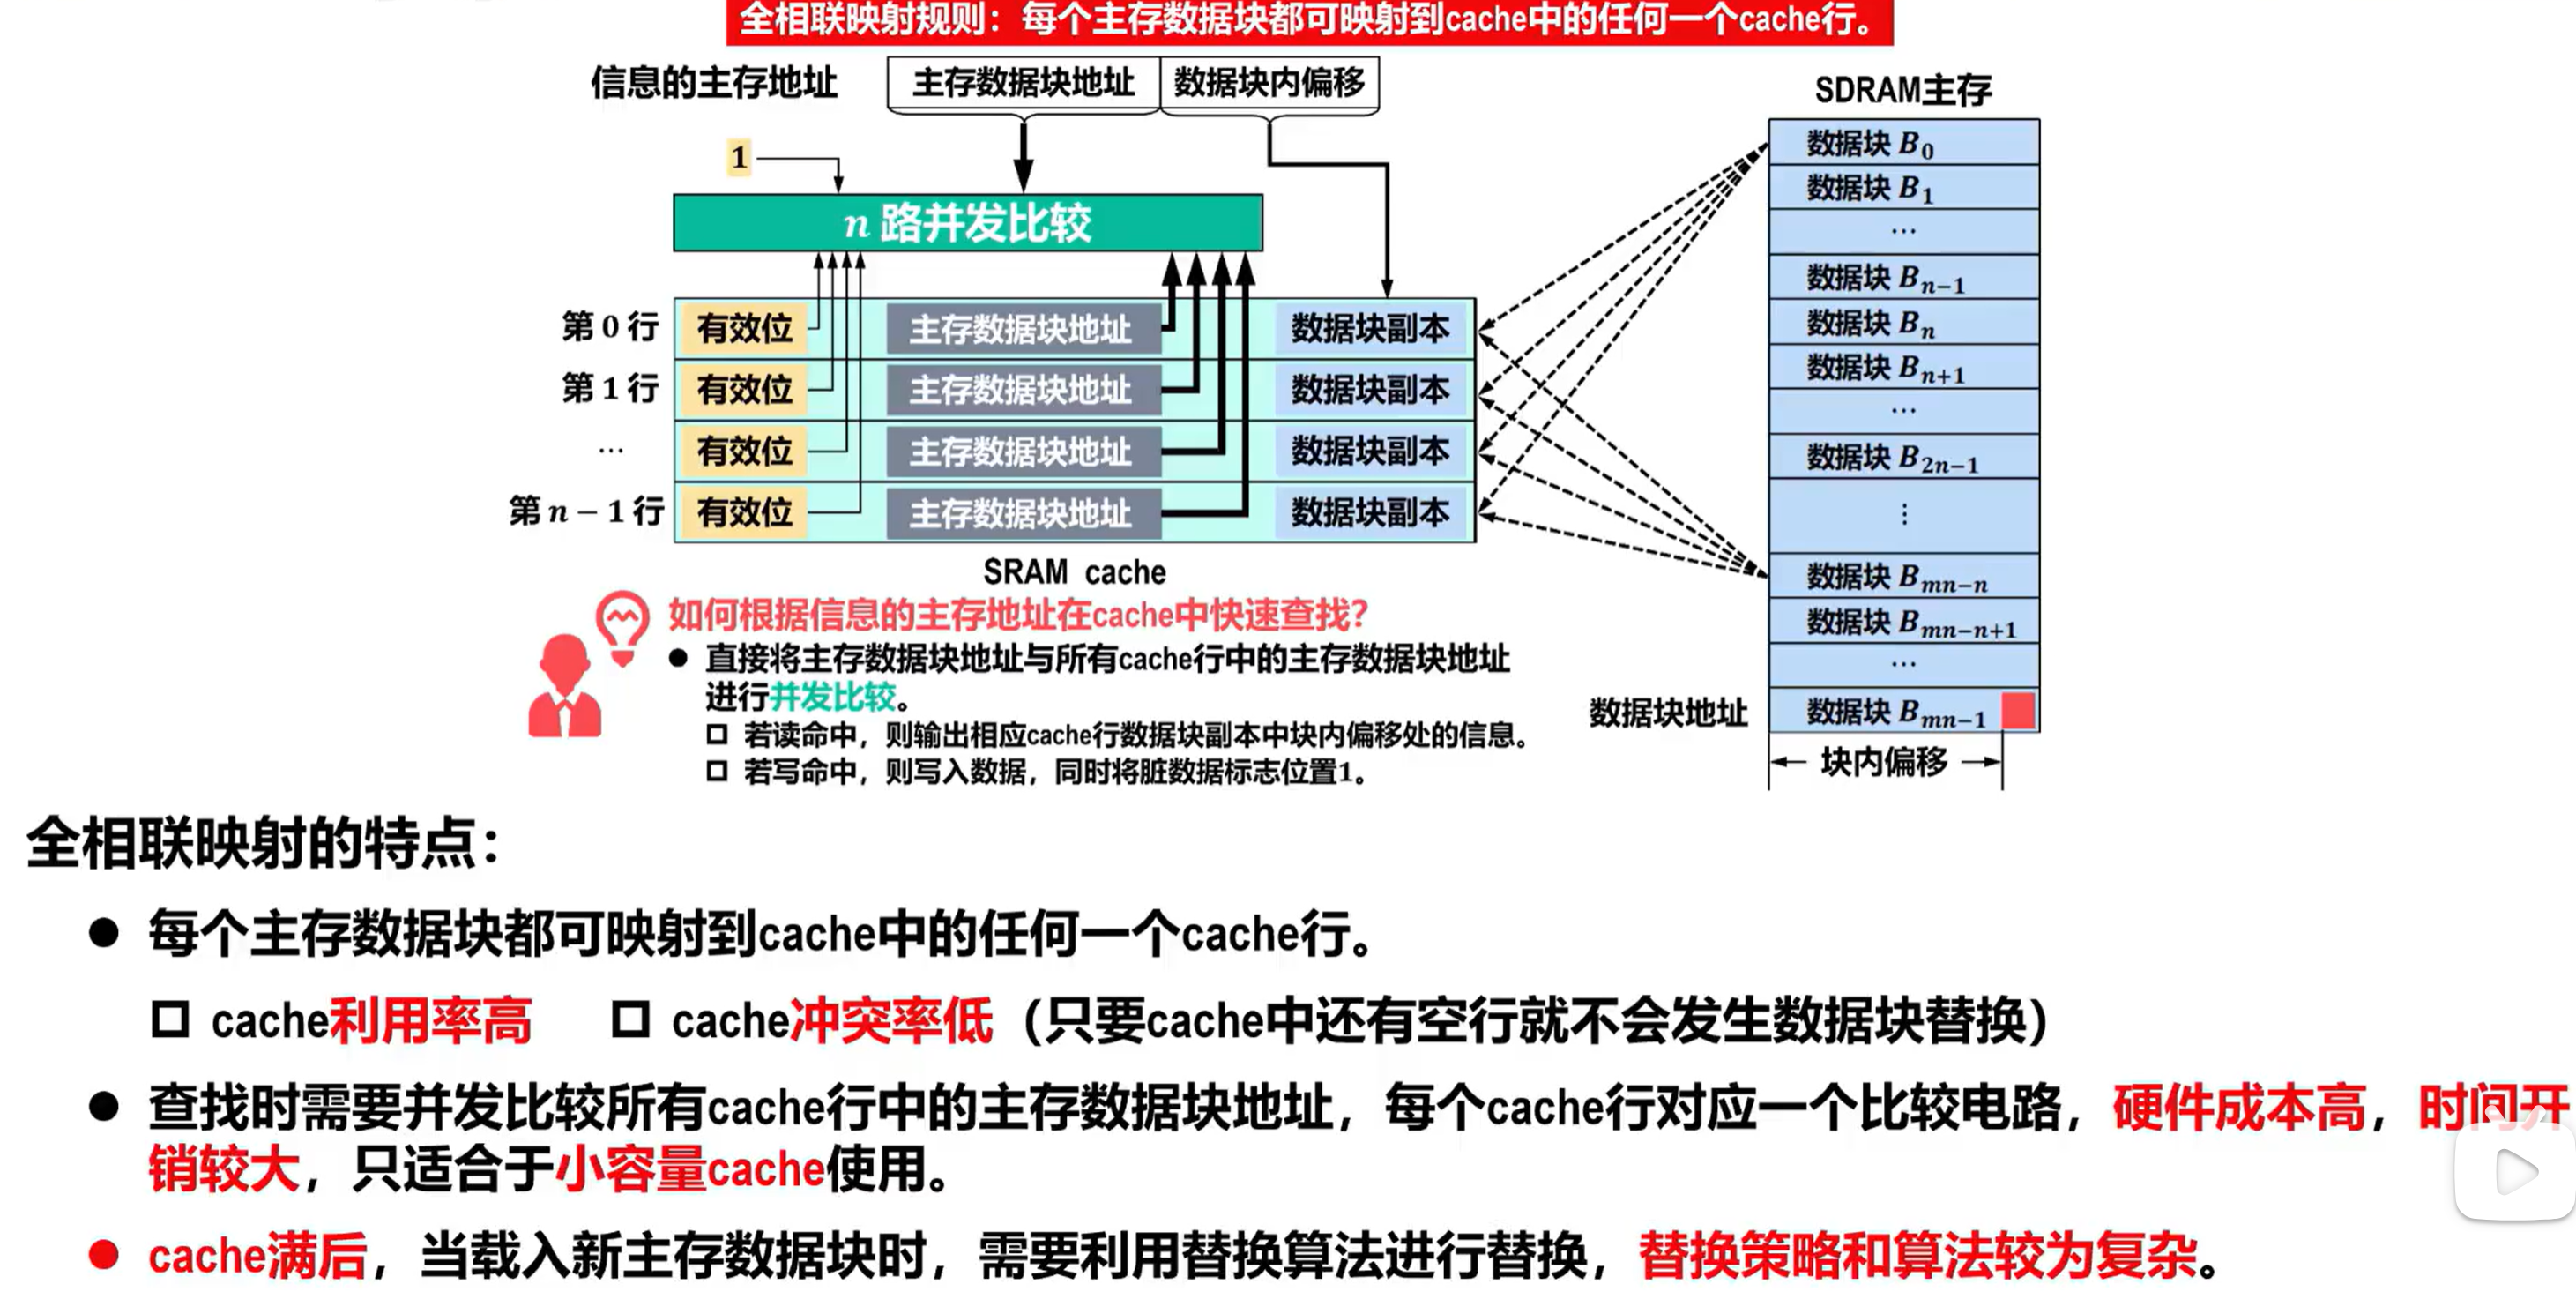 全相联映射规则：每个主存数据块都可映射到cache中的任何一个cache行。
信息的主存地址 主存数据块地址 数据块内偏移
SDRAM主存
1
n 路并发比较
第 0 行 有效位 主存数据块地址 数据块副本
第 1 行 有效位 主存数据块地址 数据块副本
… 有效位 主存数据块地址 数据块副本
第 n − 1 行 有效位 主存数据块地址 数据块副本
SRAM cache
数据块 B0
数据块 B1
…
数据块 Bn−1
数据块 Bn
数据块 Bn+1
…
数据块 B2n−1
⋮
数据块 Bmn−n
数据块 Bmn−n+1
…
数据块地址 数据块 Bmn−1
块内偏移
如何根据信息的主存地址在cache中快速查找？
● 直接将主存数据块地址与所有cache行中的主存数据块地址
进行并发比较。
□ 若读命中，则输出相应cache行数据块副本中块内偏移处的信息。
□ 若写命中，则写入数据，同时将脏数据标志位置1。
全相联映射的特点：
● 每个主存数据块都可映射到cache中的任何一个cache行。
□ cache利用率高 □ cache冲突率低（只要cache中还有空行就不会发生数据块替换）
● 查找时需要并发比较所有cache行中的主存数据块地址，每个cache行对应一个比较电路，硬件成本高，时间开
销较大，只适合于小容量cache使用。
● cache满后，当载入新主存数据块时，需要利用替换算法进行替换，替换策略和算法较为复杂。